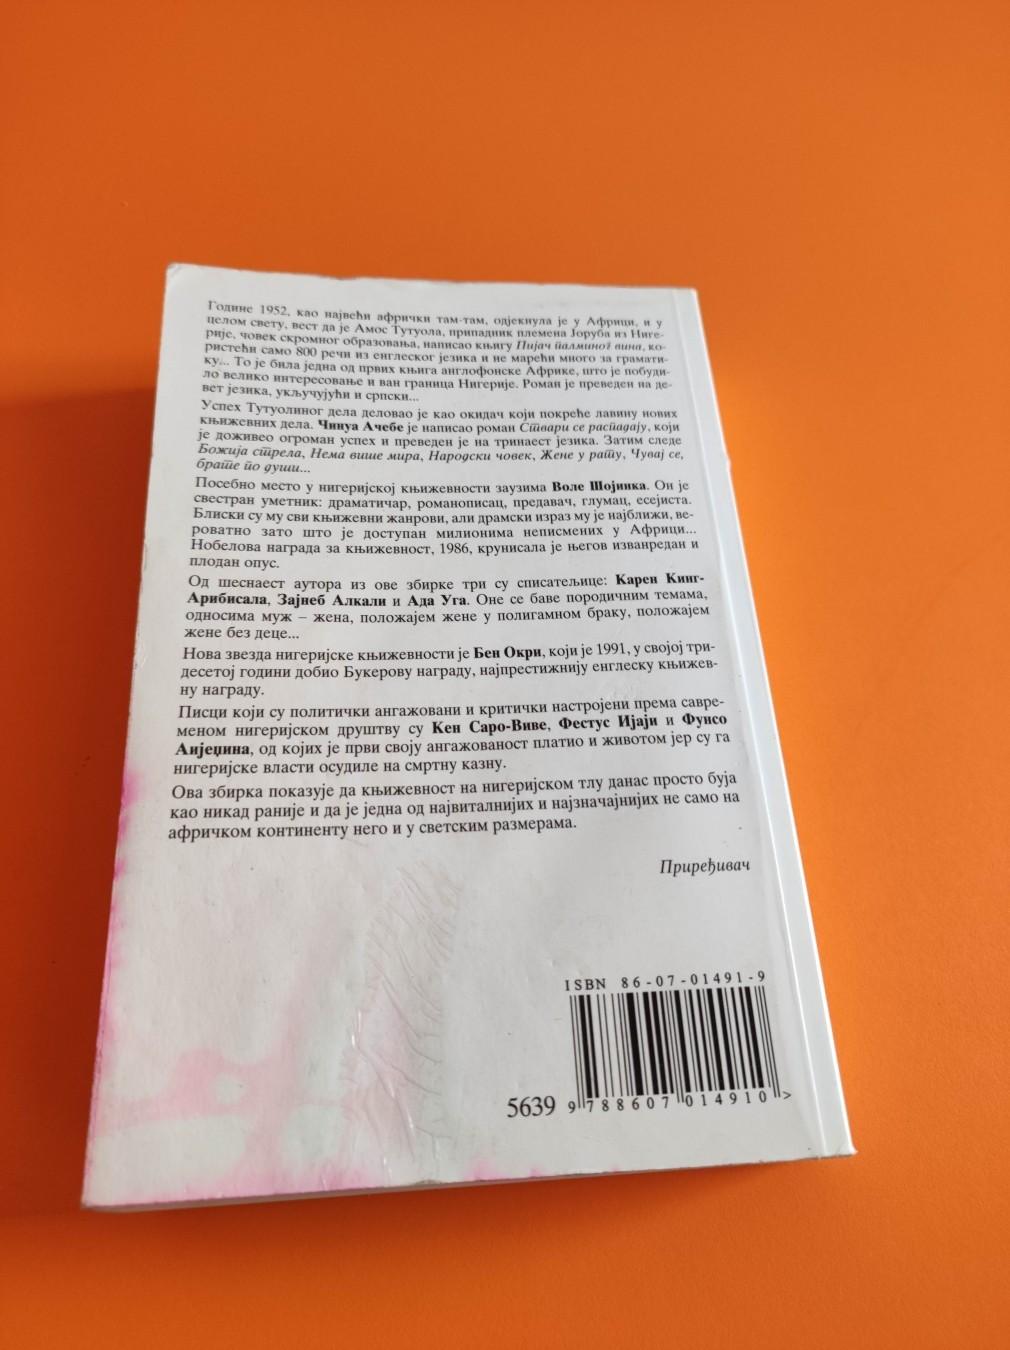 Године 1952, као највећи афрички там-там, одјекнула је у Африци, и у
целом свету, вест да је Амос Тутуола, припадник племена Јоруба из Ниге-
рије, човек скромног образовања, написао књигу Пијач палминог вина, ко-
ристећи само 800 речи из енглеског језика и не марећи много за грамати-
ку... То је била једна од првих књига англофонске Африке, што је побуди-
ло велико интересовање и ван граница Нигерије. Роман је преведен на де-
вет језика, укључујући и српски...
Успех Тутуолиног дела деловао је као окидач који покреће лавину нових
књижевних дела. Чинуа Ачебе је написао роман Ствари се распадају, који
је доживео огроман успех и преведен је на тринаест језика. Затим следе
Божија стрела, Нема више мира, Народски човек, Жене у рату, Чувај се,
брате по души...
Посебно место у нигеријској књижевности заузима Воле Шојинка. Он је
свестран уметник: драматичар, романописац, предавач, глумац, есејиста.
Блиски су му сви књижевни жанрови, али драмски израз му је најближи, ве-
роватно зато што је доступан милионима неписмених у Африци...
Нобелова награда за књижевност, 1986, крунисала је његов изванредан и
плодан опус.
Од шеснаест аутора из ове збирке три су списатељице: Карен Кинг-
Арибисала, Зајнеб Алкали и Ада Уга. Оне се баве породичним темама,
односима муж – жена, положајем жене у полигамном браку, положајем
жене без деце...
Нова звезда нигеријске књижевности је Бен Окри, који је 1991, у својој три-
десетој години добио Букерову награду, најпрестижнију енглеску књижев-
ну награду.
Писци који су политички ангажовани и критички настројени према савре-
меном нигеријском друштву су Кен Саро-Виве, Фестус Ијаји и Фунсо
Аијеџина, од којих је први своју ангажованост платио и животом јер су га
нигеријске власти осудиле на смртну казну.
Ова збирка показује да књижевност на нигеријском тлу данас просто буја
као никад раније и да је једна од највиталнијих и најзначајнијих не само на
афричком континенту него и у светским размерама.
Приређивач
ISBN 86-07-01491-9
5639 9 788607 014910 >